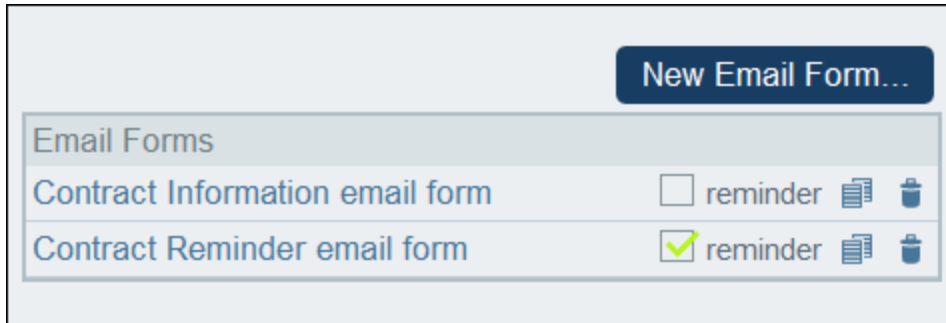 New Email Form...
Email Forms
Contract Information email form reminder
Contract Reminder email form reminder